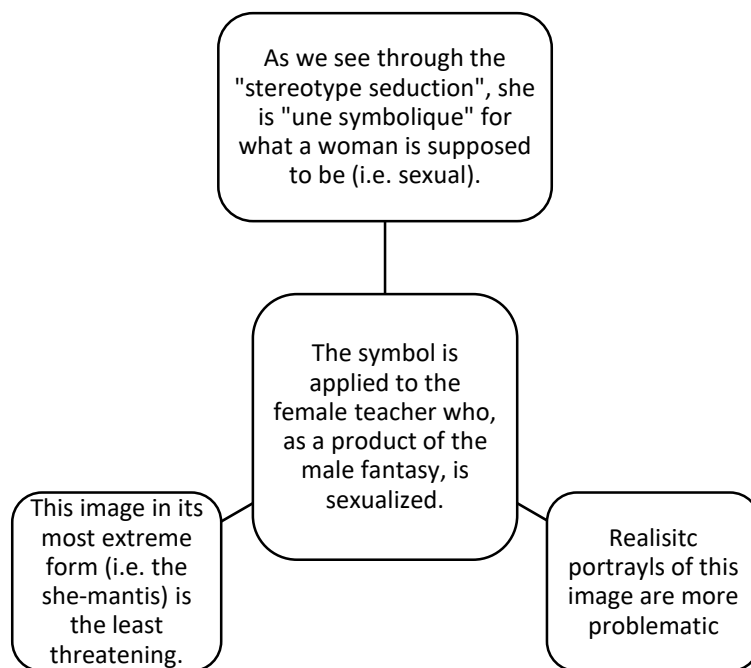 As we see through the
"stereotype seduction", she
is "une symbolique" for
what a woman is supposed
to be (i.e. sexual).
The symbol is
applied to the
female teacher who,
as a product of the
male fantasy, is
sexualized.
This image in its
most extreme
form (i.e. the
she-mantis) is
the least
threatening.
Realisitc
portrayls of this
image are more
problematic